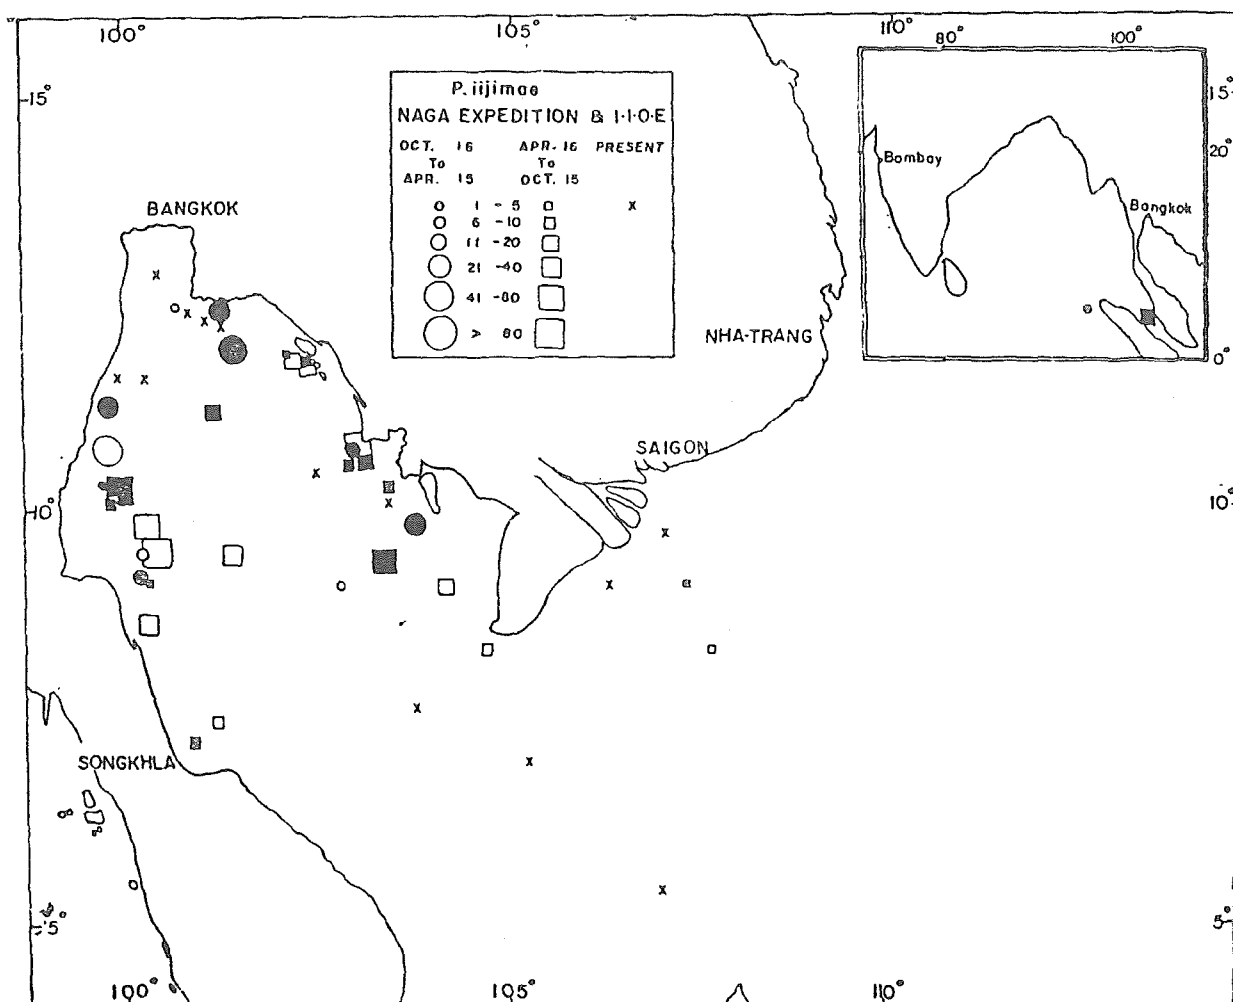 100°
105°
110°
80°
100°
15°
P. iijimae
NAGA EXPEDITION & I·I·O·E
OCT. 16 APR. 16 PRESENT
To To
APR. 15 OCT. 15
1 - 5 x
6 -10
11 -20
21 -40
41 -80
> 80
15°
20°
Bombay
Bangkok
0°
BANGKOK
NHA-TRANG
SAIGON
10°
10°
SONGKHLA
5°
5°
100°
105°
110°